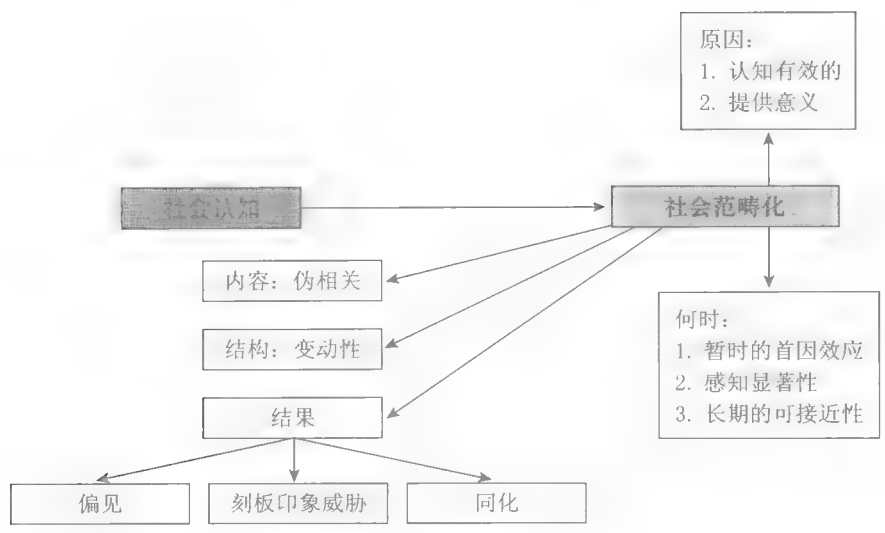 原因：
1. 认知有效的
2. 提供意义
社会认知
社会范畴化
内容：伪相关
结构：变动性
结果
何时：
1. 暂时的首因效应
2. 感知显著性
3. 长期的可接近性
偏见
刻板印象威胁
同化